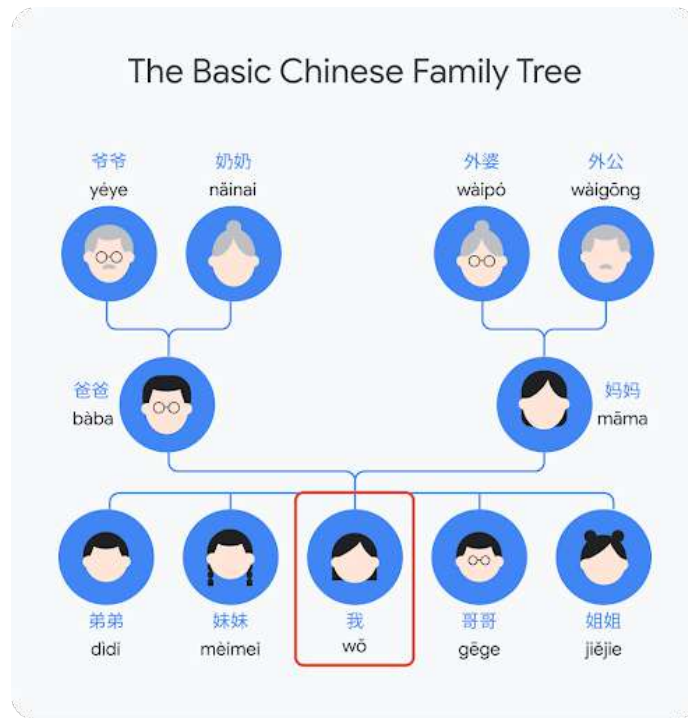 The Basic Chinese Family Tree
爷爷
yéye
奶奶
nǎinai
外婆
wàipó
外公
wàigōng
爸爸
bàba
妈妈
māma
弟弟
dìdi
妹妹
mèimei
我
wǒ
哥哥
gēge
姐姐
jiějie